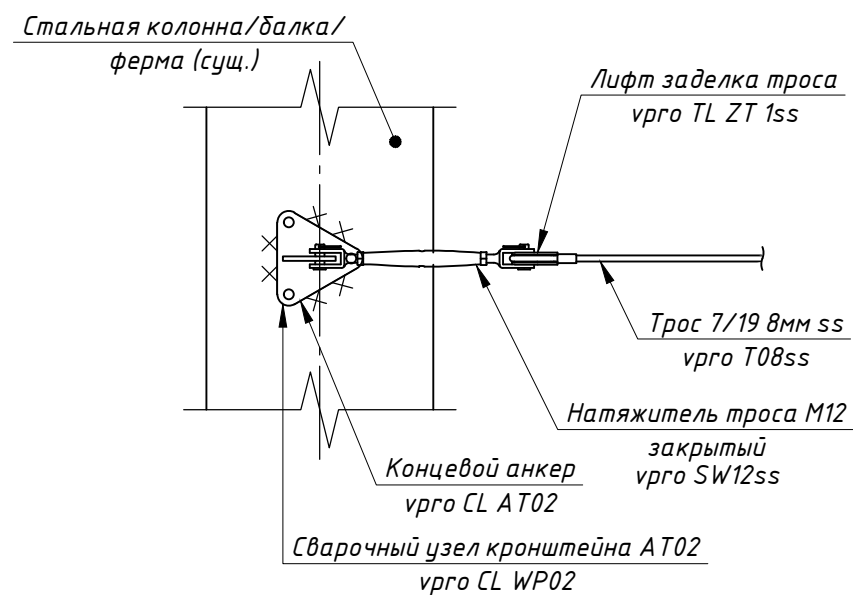 Стальная колонна/балка/
ферма (сущ.)
Лифт заделка троса
vpro TL ZT 1ss
Трос 7/19 8мм ss
vpro T08ss
Натяжитель троса М12
закрытый
vpro SW12ss
Концевой анкер
vpro CL AT02
Сварочный узел кронштейна AT02
vpro CL WP02